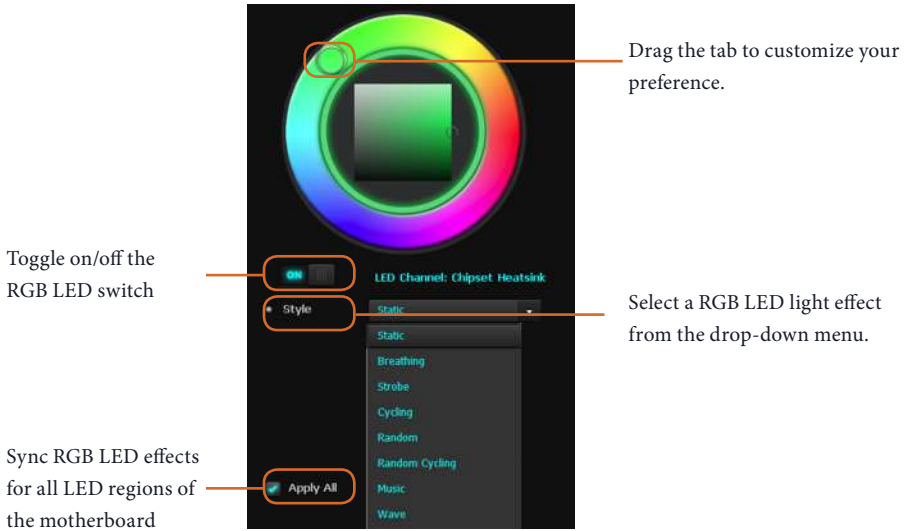 Drag the tab to customize your
preference.
Toggle on/off the
RGB LED switch
ON
LED Channel: Chipset Heatsink
Style
Static
Select a RGB LED light effect
from the drop-down menu.
Static
Breathing
Strobe
Cycling
Random
Random Cycling
Music
Wave
Sync RGB LED effects
for all LED regions of
the motherboard
Apply All